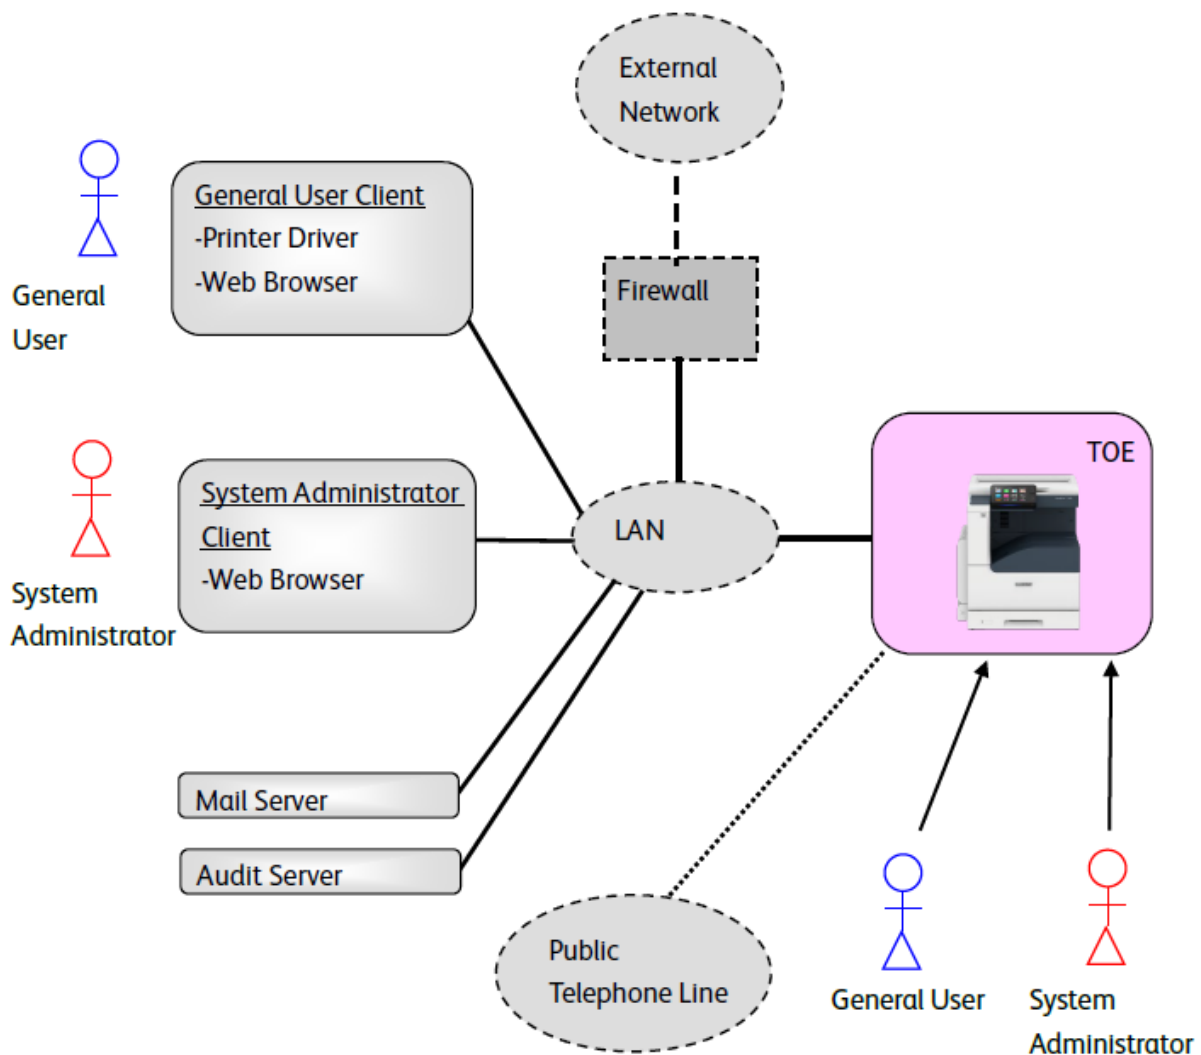 External
Network
General User Client
-Printer Driver
-Web Browser
General
User
Firewall
TOE
System Administrator
Client
-Web Browser
LAN
System
Administrator
Mail Server
Audit Server
Public
Telephone Line
General User
System
Administrator